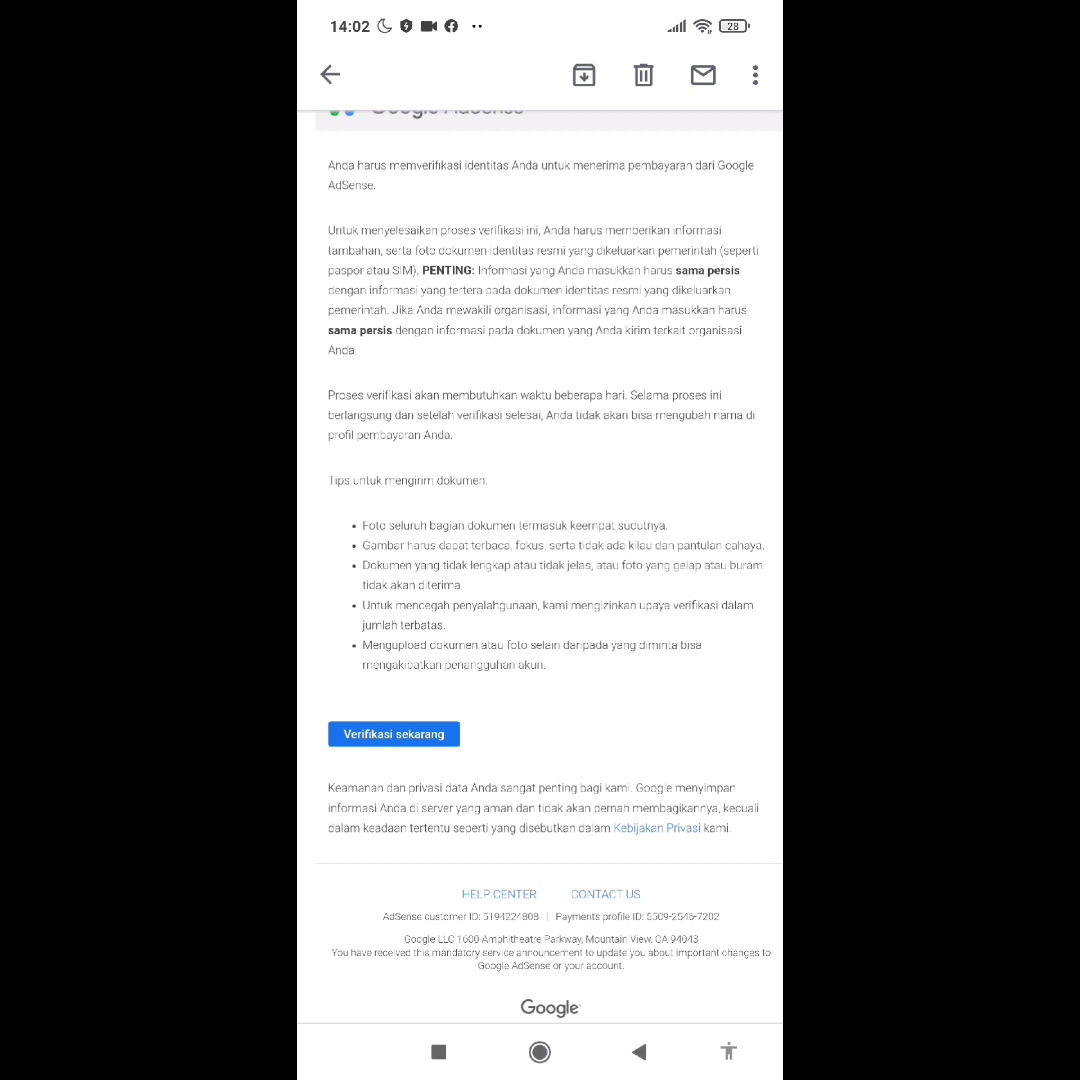 14:02
28
Google AdSense
Anda harus memverifikasi identitas Anda untuk menerima pembayaran dari Google
AdSense.
Untuk menyelesaikan proses verifikasi ini, Anda harus memberikan informasi
tambahan, serta foto dokumen identitas resmi yang dikeluarkan pemerintah (seperti
paspor atau SIM). PENTING: Informasi yang Anda masukkan harus sama persis
dengan informasi yang tertera pada dokumen identitas resmi yang dikeluarkan
pemerintah. Jika Anda mewakili organisasi, informasi yang Anda masukkan harus
sama persis dengan informasi pada dokumen yang Anda kirim terkait organisasi
Anda.
Proses verifikasi akan membutuhkan waktu beberapa hari. Selama proses ini
berlangsung dan setelah verifikasi selesai, Anda tidak akan bisa mengubah nama di
profil pembayaran Anda.
Tips untuk mengirim dokumen:
• Foto seluruh bagian dokumen termasuk keempat sudutnya.
• Gambar harus dapat terbaca, fokus, serta tidak ada kilau dan pantulan cahaya.
• Dokumen yang tidak lengkap atau tidak jelas, atau foto yang gelap atau buram
tidak akan diterima.
• Untuk mencegah penyalahgunaan, kami mengizinkan upaya verifikasi dalam
jumlah terbatas.
• Mengupload dokumen atau foto selain daripada yang diminta bisa
mengakibatkan penangguhan akun.
Verifikasi sekarang
Keamanan dan privasi data Anda sangat penting bagi kami. Google menyimpan
informasi Anda di server yang aman dan tidak akan pernah membagikannya, kecuali
dalam keadaan tertentu seperti yang disebutkan dalam Kebijakan Privasi kami.
HELP CENTER CONTACT US
AdSense customer ID: 5194224808 | Payments profile ID: 5509-2546-7202
Google LLC 1600 Amphitheatre Parkway, Mountain View, CA 94043
You have received this mandatory service announcement to update you about important changes to
Google AdSense or your account.
Google